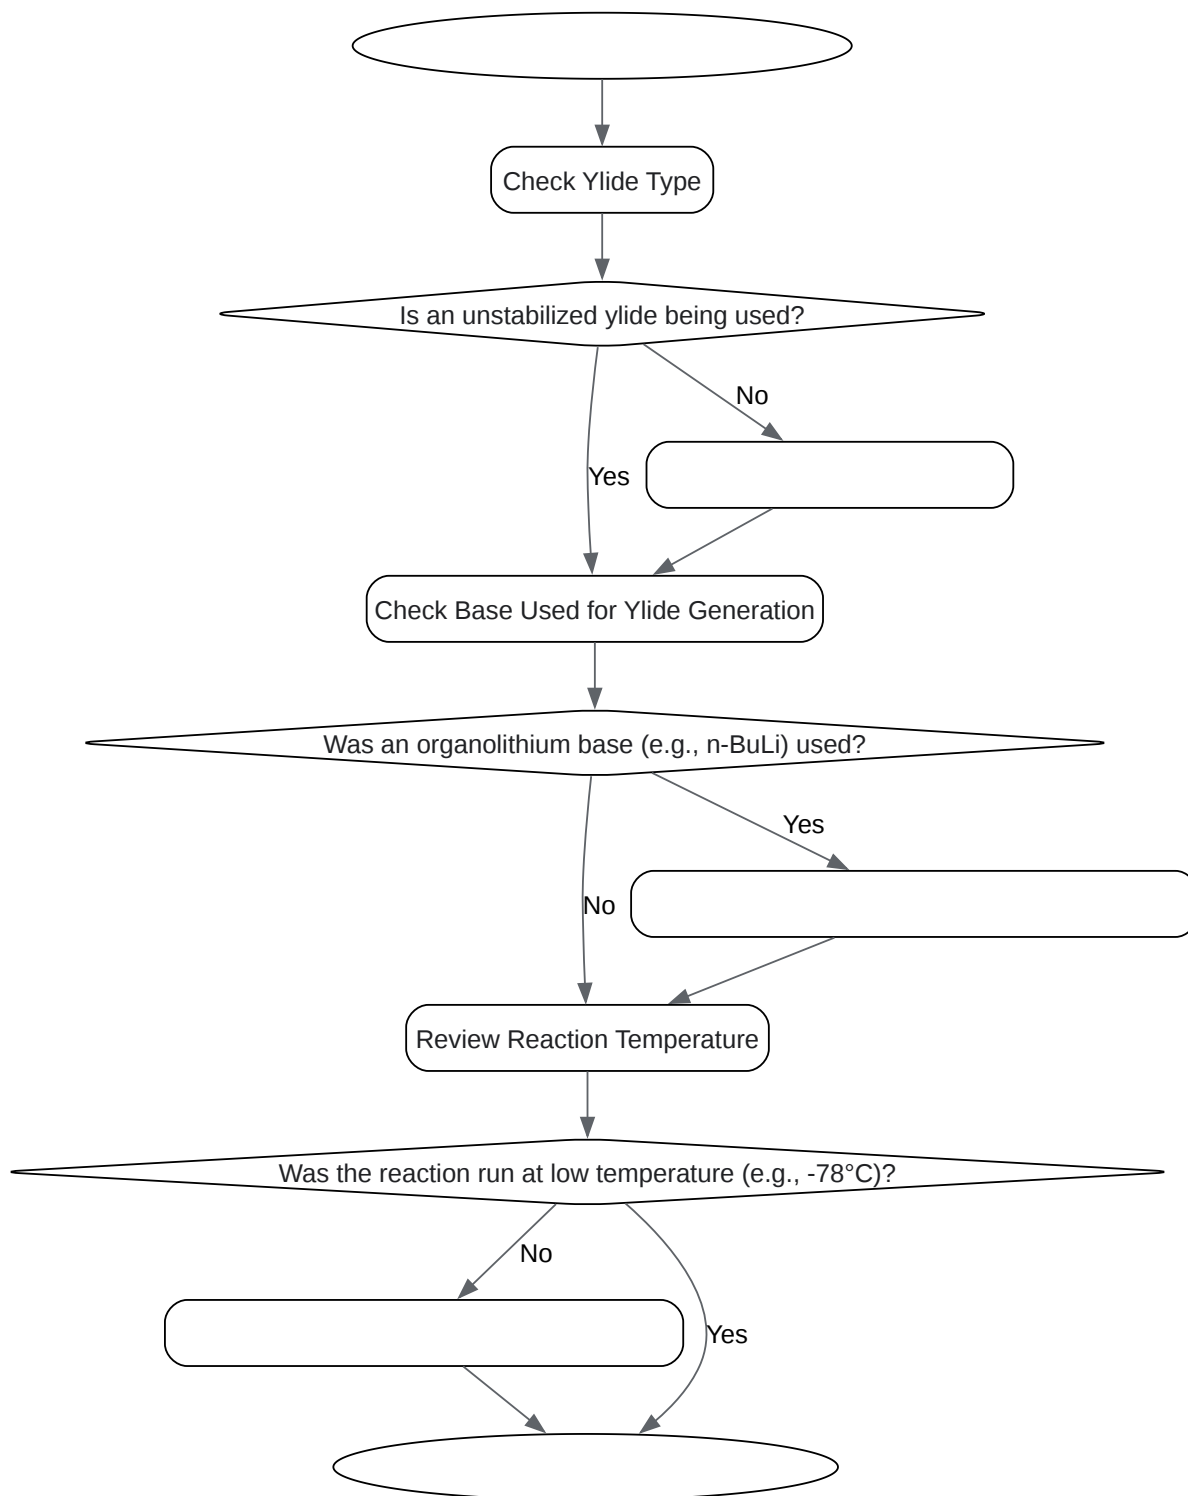 Check Ylide Type
Is an unstabilized ylide being used?
No
Yes
Check Base Used for Ylide Generation
Was an organolithium base (e.g., n-BuLi) used?
Yes
No
Review Reaction Temperature
Was the reaction run at low temperature (e.g., -78°C)?
No
Yes